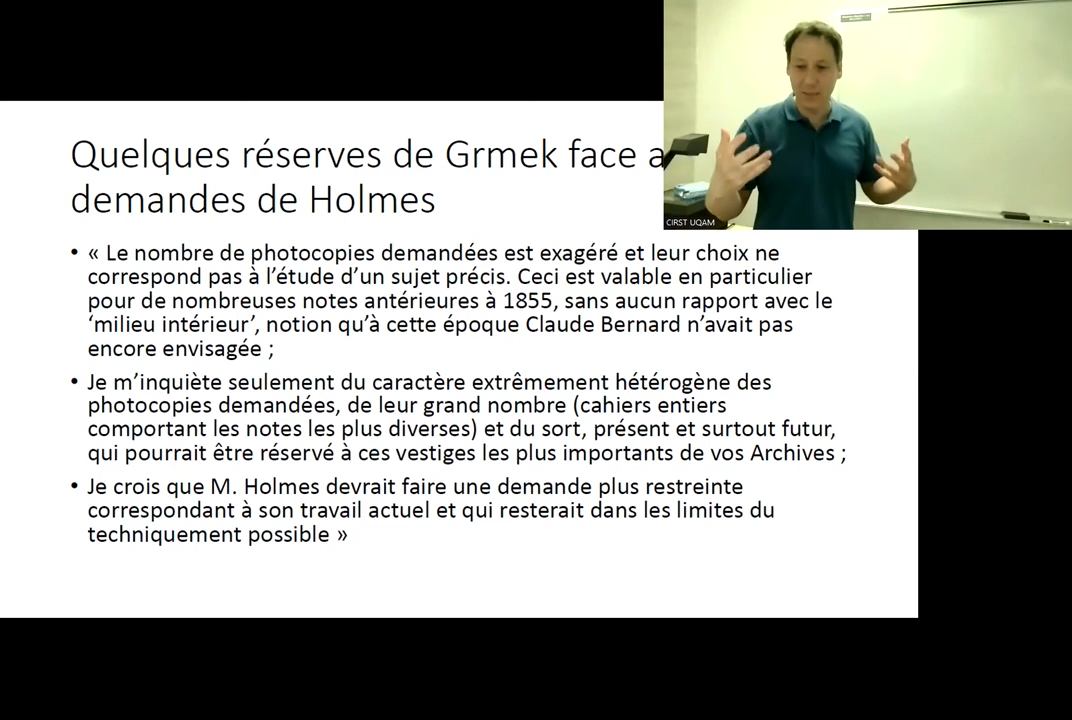 Quelques réserves de Grmek face a
demandes de Holmes
• « Le nombre de photocopies demandées est exagéré et leur choix ne
correspond pas à l’étude d’un sujet précis. Ceci est valable en particulier
pour de nombreuses notes antérieures à 1855, sans aucun rapport avec le
‘milieu intérieur’, notion qu’à cette époque Claude Bernard n’avait pas
encore envisagée ;
• Je m’inquiète seulement du caractère extrêmement hétérogène des
photocopies demandées, de leur grand nombre (cahiers entiers
comportant les notes les plus diverses) et du sort, présent et surtout futur,
qui pourrait être réservé à ces vestiges les plus importants de vos Archives ;
• Je crois que M. Holmes devrait faire une demande plus restreinte
correspondant à son travail actuel et qui resterait dans les limites du
techniquement possible »
CIRST UQAM